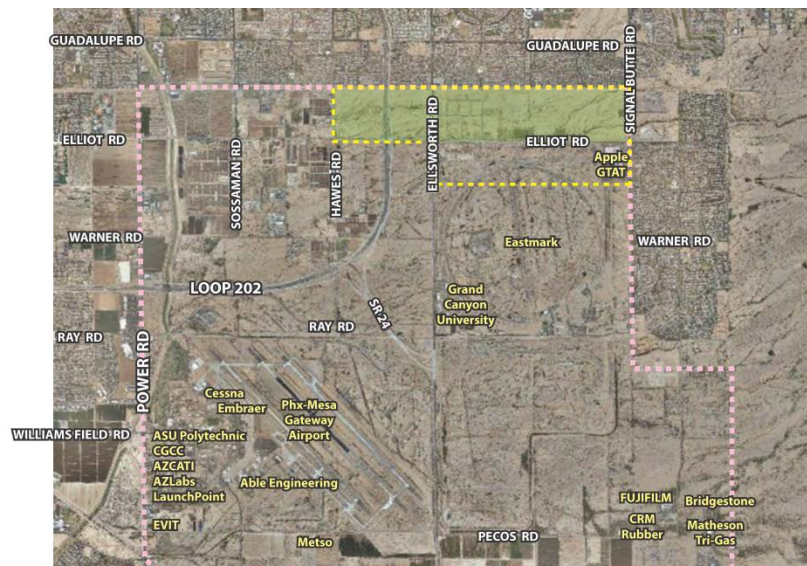 GUADALUPE RD
GUADALUPE RD
SIGNAL BUTTE RD
ELLIOT RD
SOSSAMAN RD
HAWES RD
ELLSWORTH RD
ELLIOT RD
Apple
GTAT
WARNER RD
Eastmark
WARNER RD
LOOP 202
Grand
Canyon
University
SR 24
RAY RD
RAY RD
POWER RD
Cessna
Embraer
Phx-Mesa
Gateway
Airport
WILLIAMS FIELD RD
ASU Polytechnic
CGCC
AZCATI
AZLabs
LaunchPoint
EVIT
Able Engineering
Metso
PECOS RD
FUJIFILM
CRM
Rubber
Bridgestone
Matheson
Tri-Gas